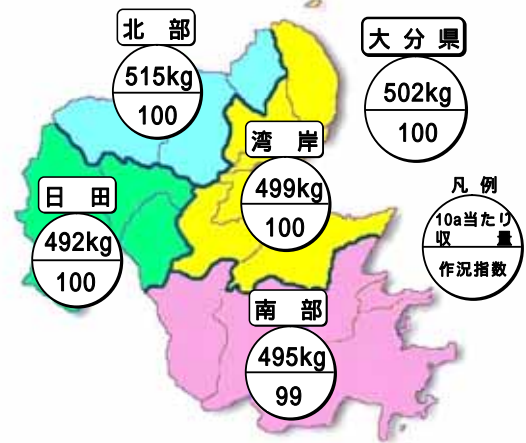 北部
515kg
100
大分県
502kg
100
湾岸
499kg
100
日田
492kg
100
凡例
10a当たり
収量
作況指数
南部
495kg
99